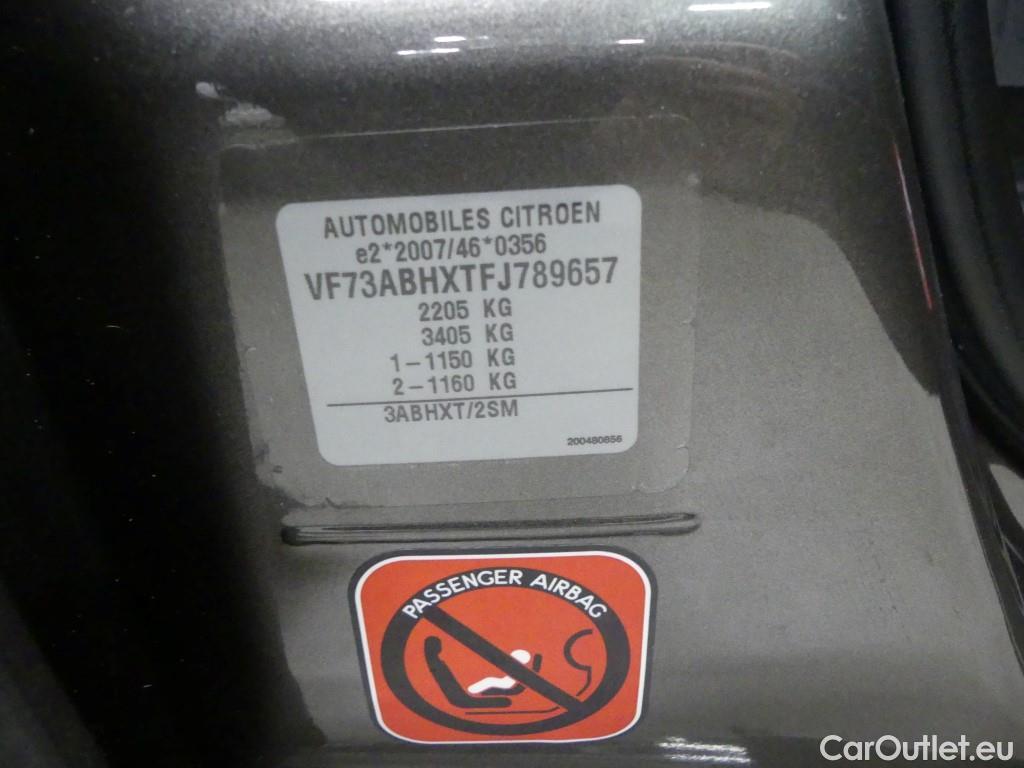 AUTOMOBILES CITROEN
e2*2007/46*0356
VF73ABHXTFJ789657
2205 KG
3405 KG
1-1150 KG
2-1160 KG
3ABHXT/2SM
200480856
PASSENGER AIRBAG
CarOutlet.eu